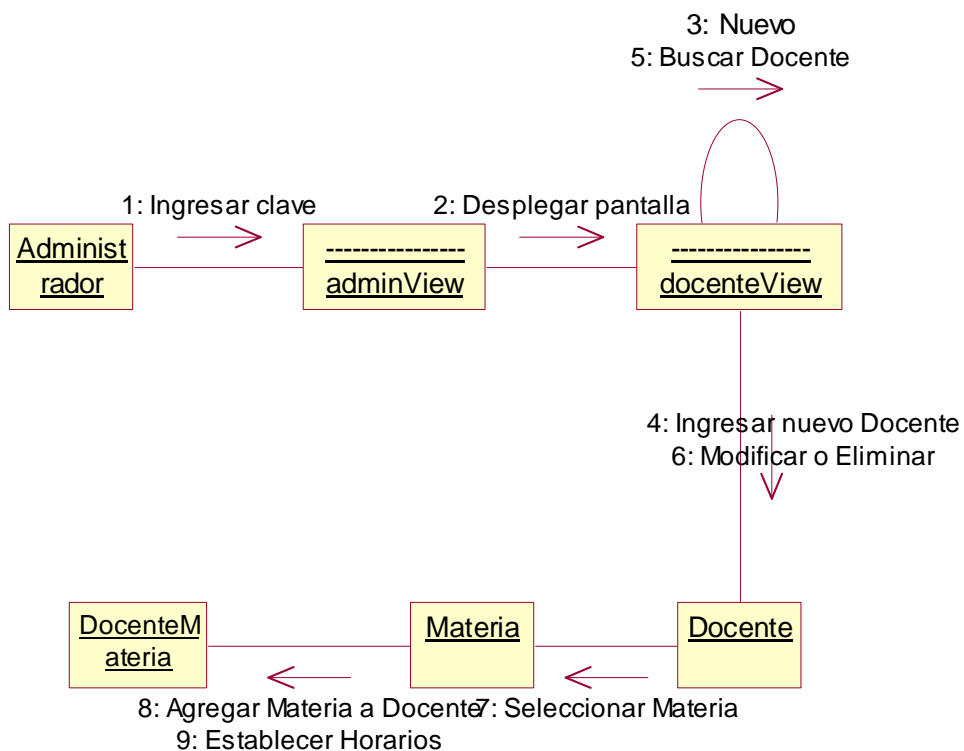 3: Nuevo
5: Buscar Docente
1: Ingresar clave
2: Desplegar pantalla
Administ
rador
----------------
adminView
----------------
docenteView
4: Ingresar nuevo Docente
6: Modificar o Eliminar
DocenteM
ateria
Materia
Docente
8: Agregar Materia a Docente
7: Seleccionar Materia
9: Establecer Horarios